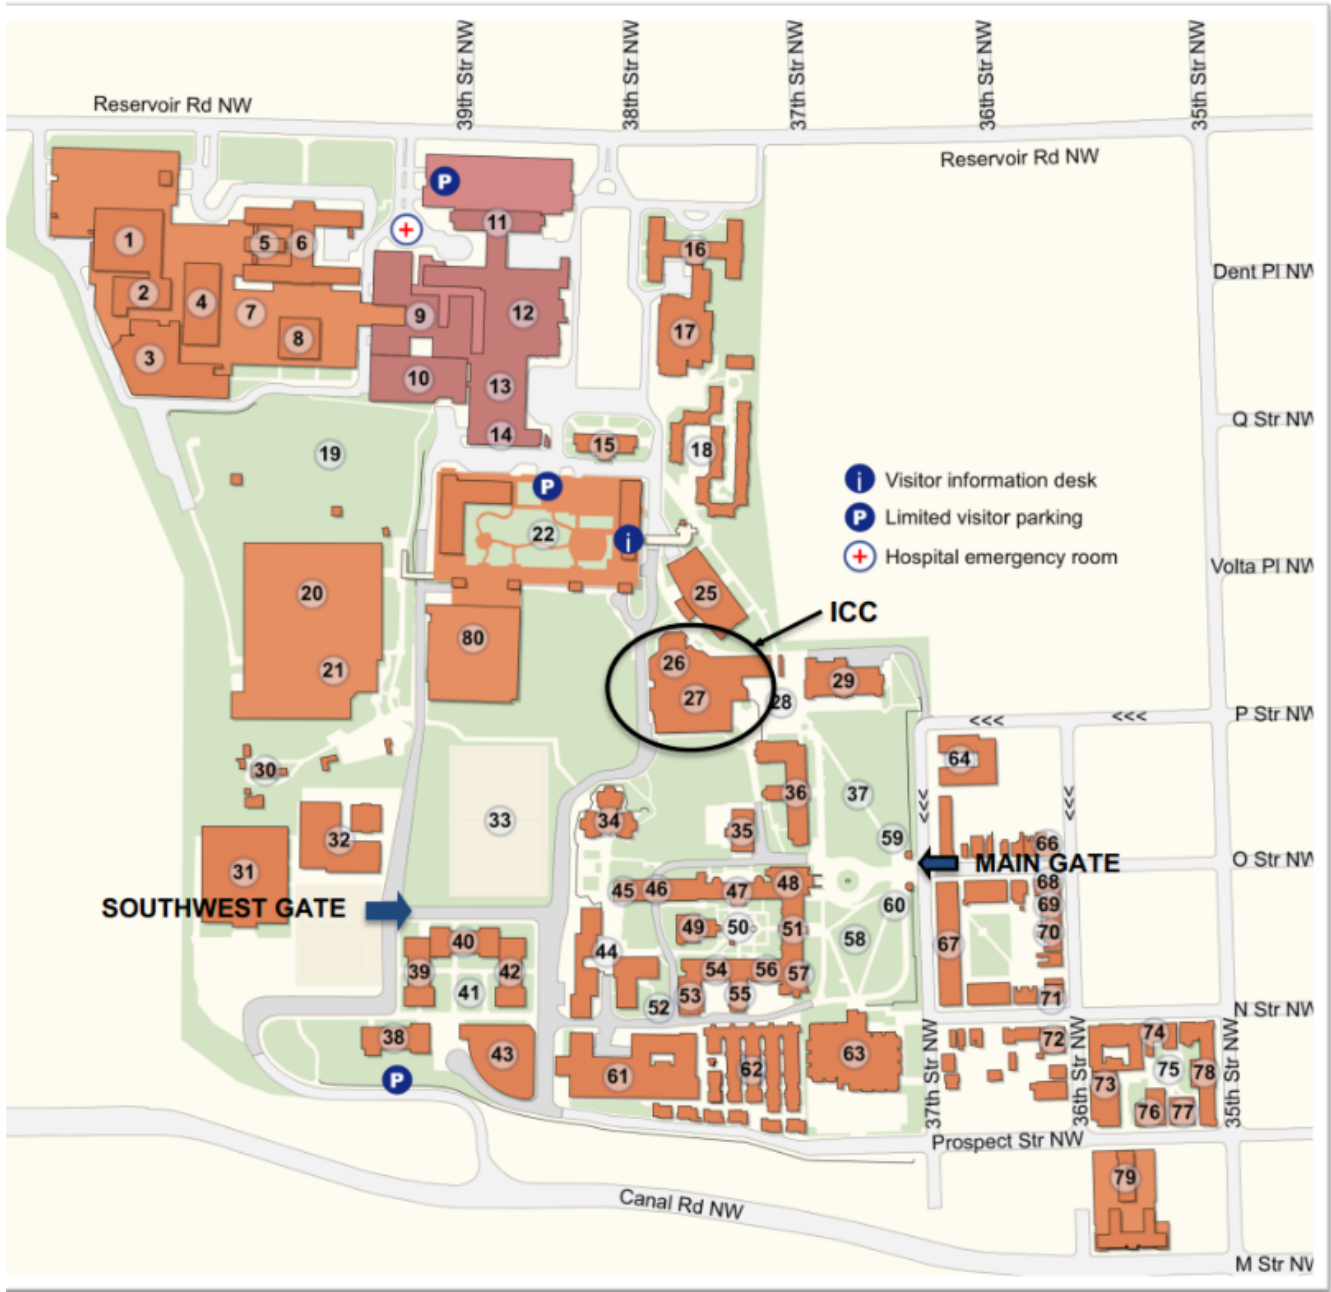 39th Str NW
38th Str NW
37th Str NW
36th Str NW
35th Str NW
Reservoir Rd NW
Reservoir Rd NW
P
11
1
5
6
16
Dent Pl NW
2
4
7
9
12
17
8
3
10
13
14
15
18
Q Str NW
19
i Visitor information desk
P
P Limited visitor parking
22
i
Hospital emergency room
Volta Pl NW
20
25
ICC
80
26
21
27
28
29
P Str NW
<<<
<<<
30
64
36
37
<<<
<<<
33
34
35
59
32
66
31
MAIN GATE
O Str NW
45
46
47
48
68
SOUTHWEST GATE
60
69
49
50
51
67
70
40
58
44
39
42
54
56
57
41
53
55
71
52
N Str NW
38
43
63
72
74
62
61
75
78
73
P
76
77
37th Str NW
36th Str NW
35th Str NW
Prospect Str NW
79
Canal Rd NW
M Str NW